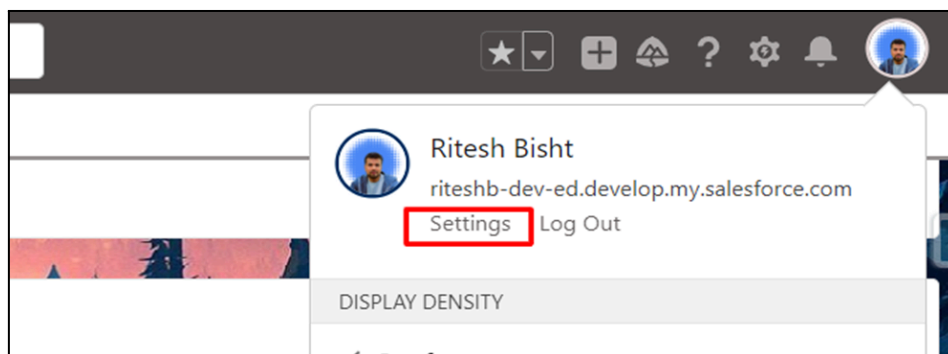 Ritesh Bisht
riteshb-dev-ed.develop.my.salesforce.com
Settings Log Out
DISPLAY DENSITY